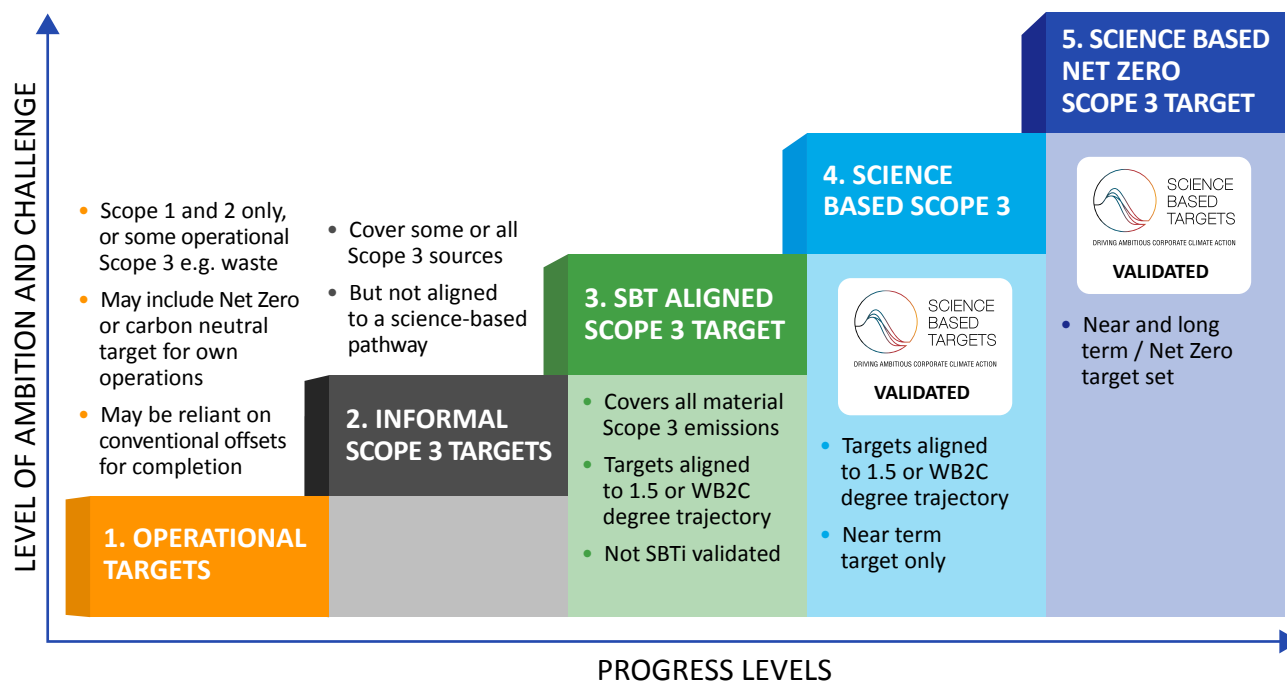 LEVEL OF AMBITION AND CHALLENGE
• Scope 1 and 2 only,
or some operational
Scope 3 e.g. waste
• May include Net Zero
or carbon neutral
target for own
operations
• May be reliant on
conventional offsets
for completion
1. OPERATIONAL
TARGETS
• Cover some or all
Scope 3 sources
• But not aligned
to a science-based
pathway
2. INFORMAL
SCOPE 3 TARGETS
3. SBT ALIGNED
SCOPE 3 TARGET
• Covers all material
Scope 3 emissions
• Targets aligned
to 1.5 or WB2C
degree trajectory
• Not SBTi validated
4. SCIENCE
BASED SCOPE 3
SCIENCE
BASED
TARGETS
DRIVING AMBITIOUS CORPORATE CLIMATE ACTION
VALIDATED
• Targets aligned
to 1.5 or WB2C
degree trajectory
• Near term
target only
5. SCIENCE BASED
NET ZERO
SCOPE 3 TARGET
SCIENCE
BASED
TARGETS
DRIVING AMBITIOUS CORPORATE CLIMATE ACTION
VALIDATED
• Near and long
term / Net Zero
target set
PROGRESS LEVELS